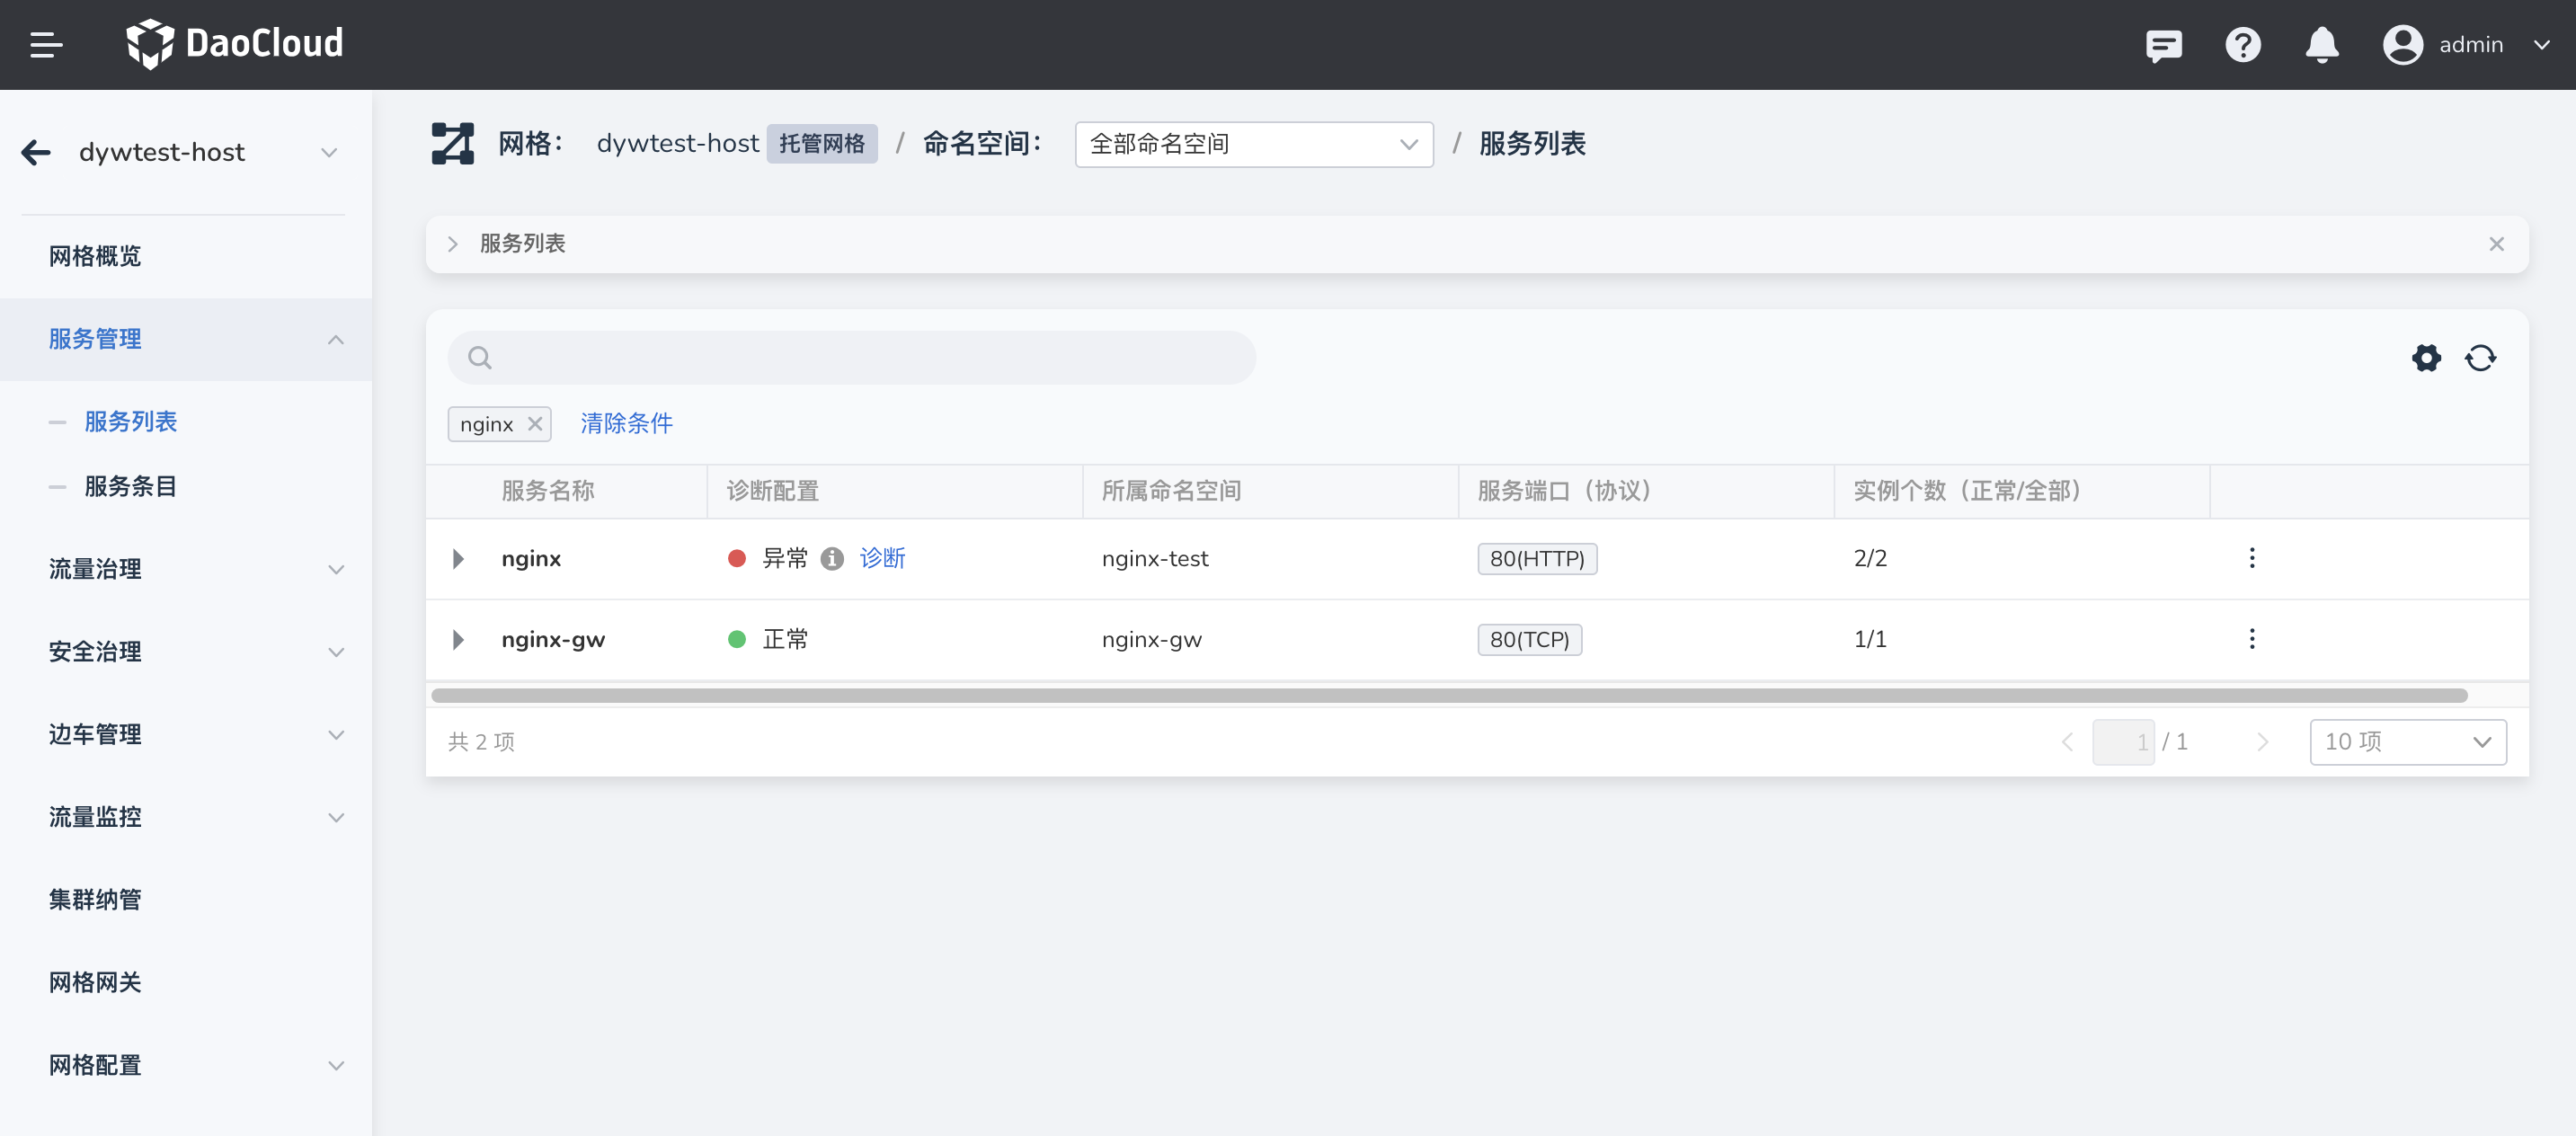 DaoCloud
admin
dywtest-host
网格: dywtest-host 托管网格 / 命名空间: 全部命名空间 / 服务列表
网格概览
服务管理
服务列表
服务条目
流量治理
安全治理
边车管理
流量监控
集群纳管
网格网关
网格配置
服务列表
nginx 清除条件
服务名称 诊断配置 所属命名空间 服务端口（协议） 实例个数（正常/全部）
nginx 异常 诊断 nginx-test 80(HTTP) 2/2
nginx-gw 正常 nginx-gw 80(TCP) 1/1
共 2 项 1 / 1 10 项